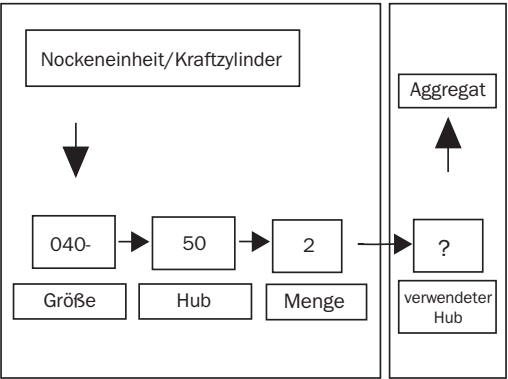 Nockeneinheit/Kraftzylinder
040-
50
2
Größe
Hub
Menge
Aggregat
?
verwendeter
Hub